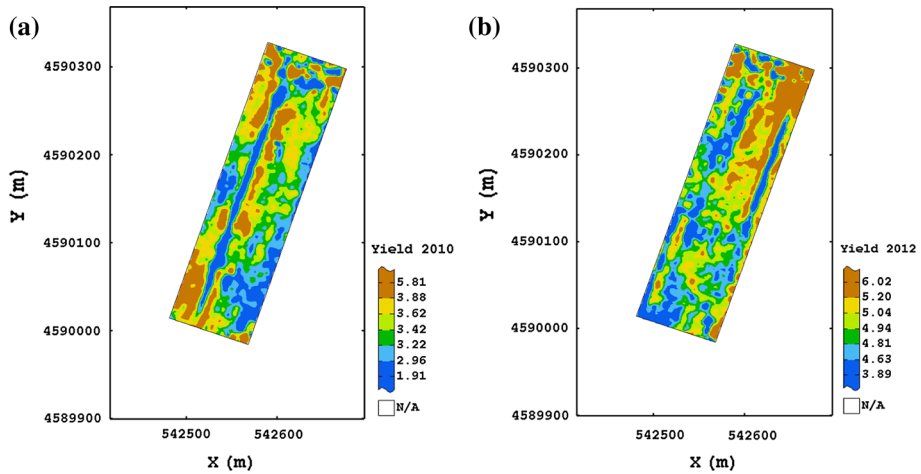 (a)
Y (m)
4590300
4590200
4590100
4590000
4589900
542500 542600
X (m)
Yield 2010
5.81
3.88
3.62
3.42
3.22
2.96
1.91
N/A
(b)
Y (m)
4590300
4590200
4590100
4590000
4589900
542500 542600
X (m)
Yield 2012
6.02
5.20
5.04
4.94
4.81
4.63
3.89
N/A